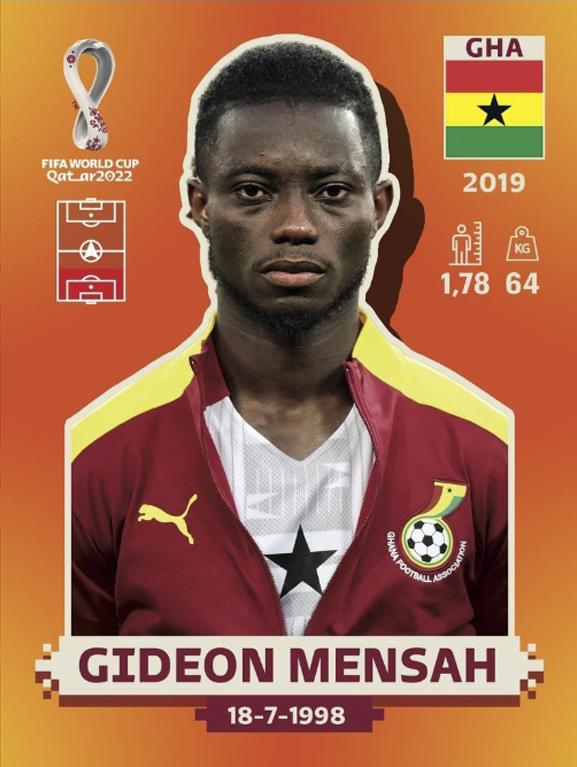 GHA
FIFA WORLD CUP
Qatar2022
2019
KG
1,78 64
GHANA FOOTBALL ASSOCIATION
GIDEON MENSAH
18-7-1998